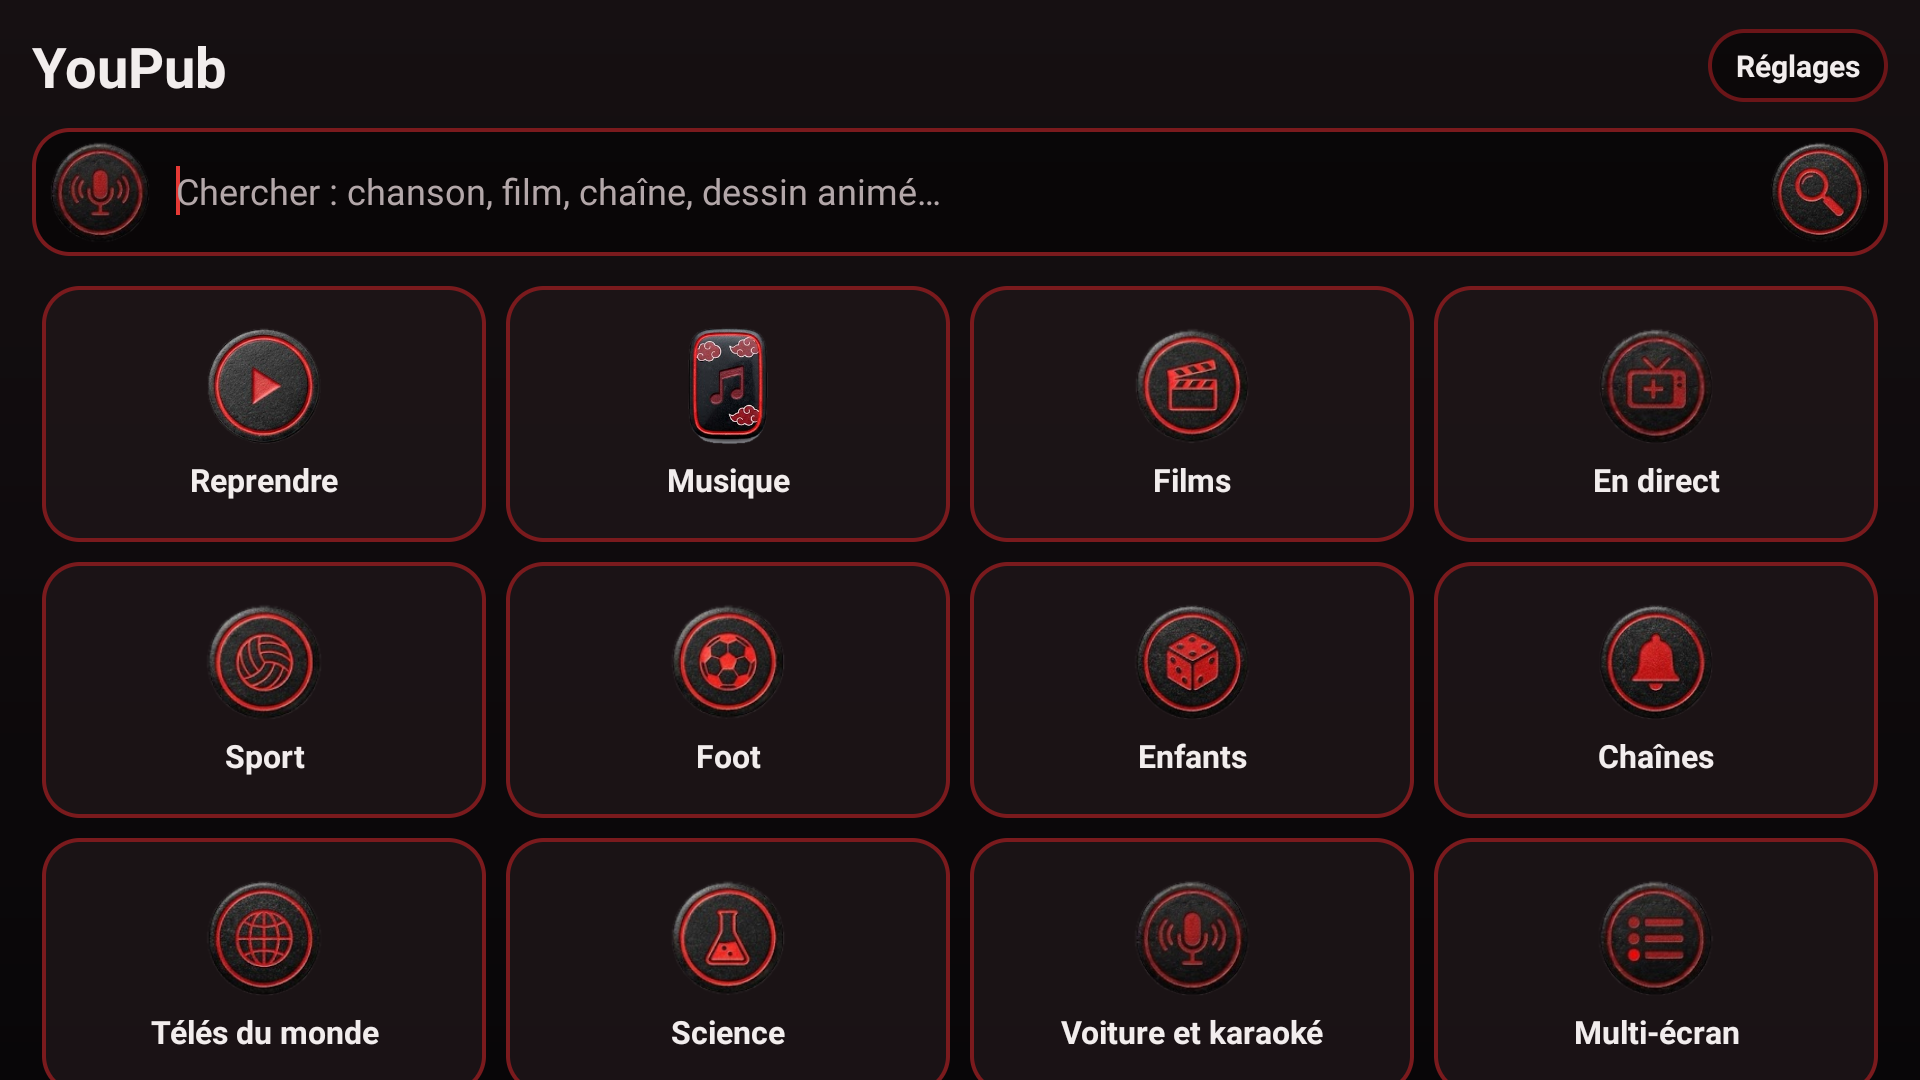 YouPub
Réglages
Chercher : chanson, film, chaîne, dessin animé...
Reprendre
Musique
Films
En direct
Sport
Foot
Enfants
Chaînes
Télés du monde
Science
Voiture et karaoké
Multi-écran